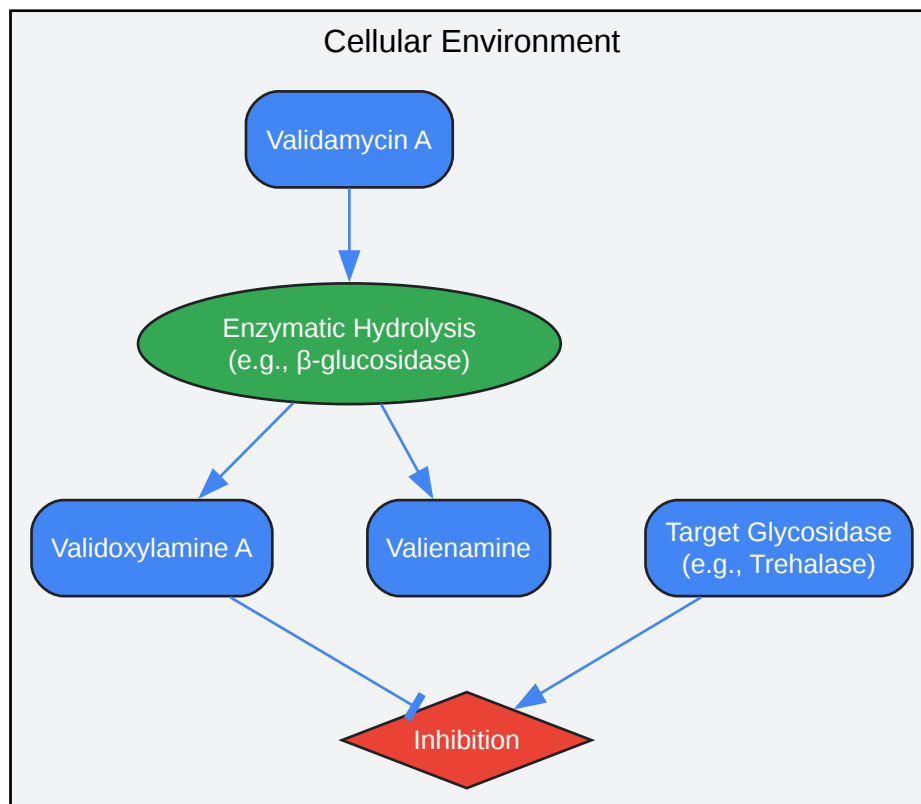 Cellular Environment
Validamycin A
Enzymatic Hydrolysis
(e.g., β-glucosidase)
Validoxylamine A
Valienamine
Target Glycosidase
(e.g., Trehalase)
Inhibition